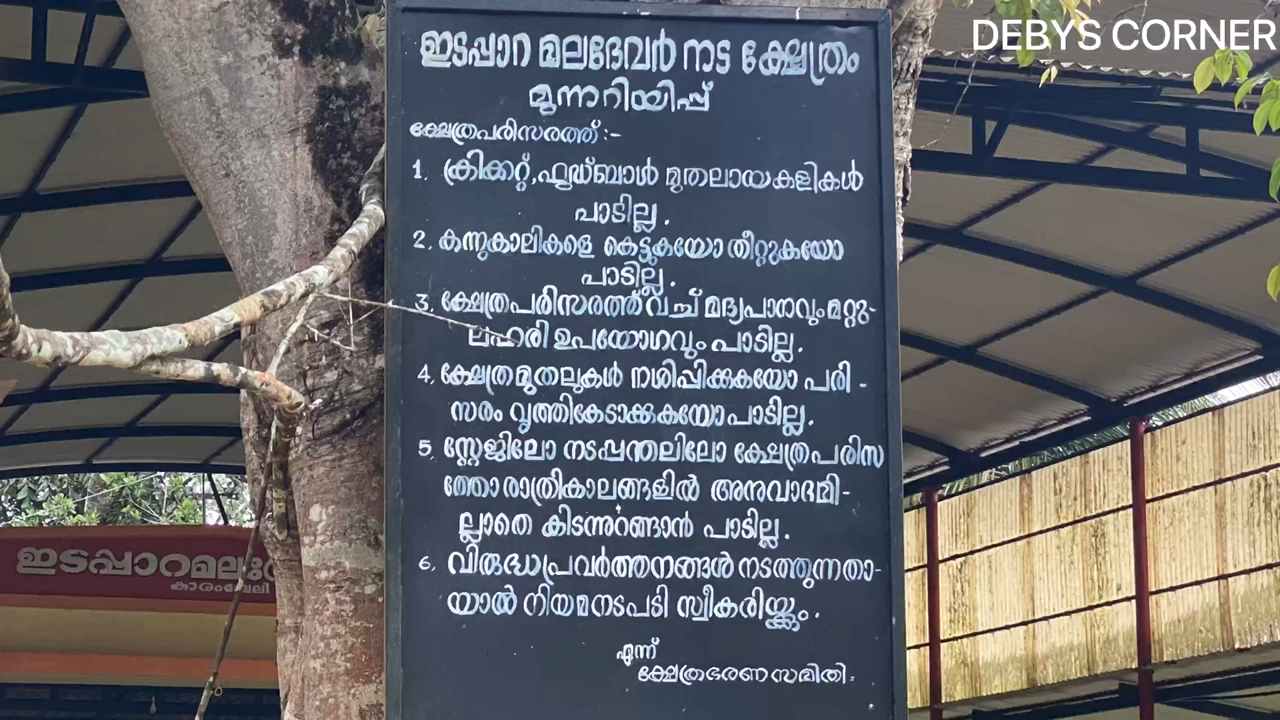 DEBYS CORNER
ഇടപ്പാറ മലദേവർ നട ക്ഷേത്രം
മുന്നറിയിപ്പ്
ക്ഷേത്രപരിസരത്ത് :-
1. ക്രിക്കറ്റ്, ഫുഡ്ബാൾ മുതലായകളികൾ
പാടില്ല.
2. കന്നുകാലികളെ കെട്ടുകയോ തീറ്റുകയോ
പാടില്ല.
3. ക്ഷേത്രപരിസരത്ത് വച്ച് മദ്യപാനവും മറ്റു-
ലഹരി ഉപയോഗവും പാടില്ല.
4. ക്ഷേത്രമുതലുകൾ നശിപ്പിക്കുകയോ പരി -
സരം വൃത്തികേടാക്കുകയോ പാടില്ല.
5. സ്റ്റേജിലോ നടപ്പന്തലിലോ ക്ഷേത്രപരിസ
ത്തോ രാത്രികാലങ്ങളിൽ അനുവാദമി-
ല്ലാതെ കിടന്നുറങ്ങാൻ പാടില്ല.
6. വിരുദ്ധപ്രവർത്തനങ്ങൾ നടത്തുന്നതാ-
യാൽ നിയമനടപടി സ്വീകരിയ്ക്കും.
എന്ന്
ക്ഷേത്രഭരണസമിതി.
ഇടപ്പാറമല
കാരംവേലി